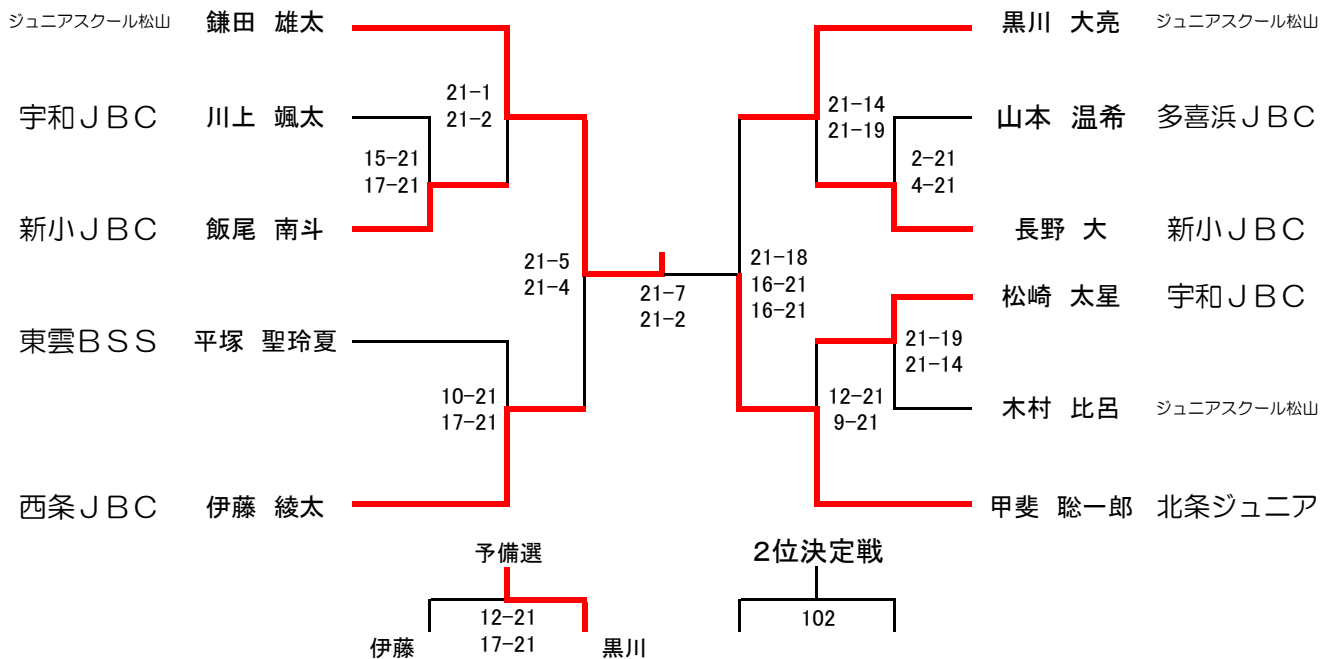 ジュニアスクール松山 鎌田 雄太
宇和JBC 川上 颯太
新小JBC 飯尾 南斗
東雲BSS 平塚 聖玲夏
西条JBC 伊藤 綾太
21-1
21-2
15-21
17-21
21-5
21-4
10-21
17-21
21-7
21-2
黒川 大亮 ジュニアスクール松山
山本 温希 多喜浜JBC
長野 大 新小JBC
松崎 太星 宇和JBC
木村 比呂 ジュニアスクール松山
甲斐 聡一郎 北条ジュニア
21-14
21-19
2-21
4-21
21-18
16-21
16-21
21-19
21-14
12-21
9-21
予備選
12-21
17-21
伊藤 黒川
2位決定戦
102